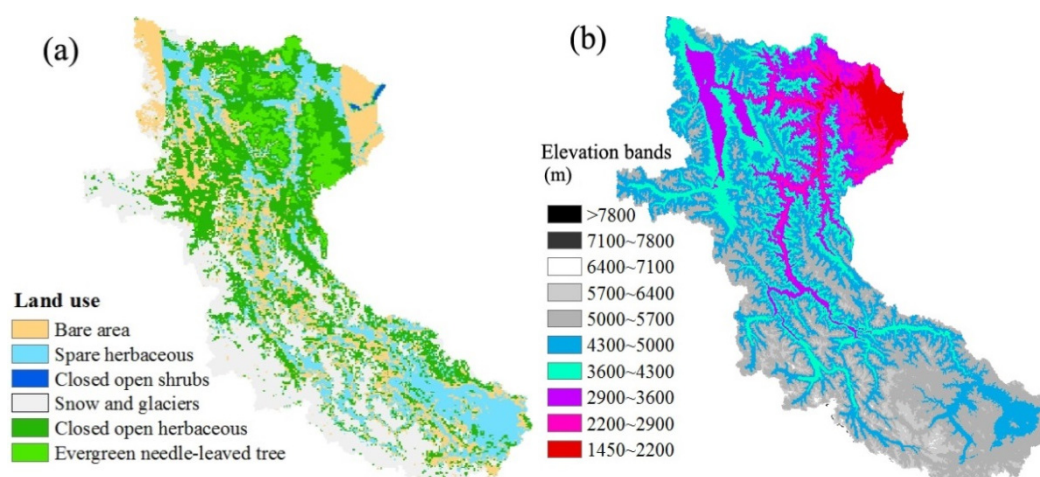 (a)
Land use
Bare area
Spare herbaceous
Closed open shrubs
Snow and glaciers
Closed open herbaceous
Evergreen needle-leaved tree
(b)
Elevation bands
(m)
>7800
7100~7800
6400~7100
5700~6400
5000~5700
4300~5000
3600~4300
2900~3600
2200~2900
1450~2200